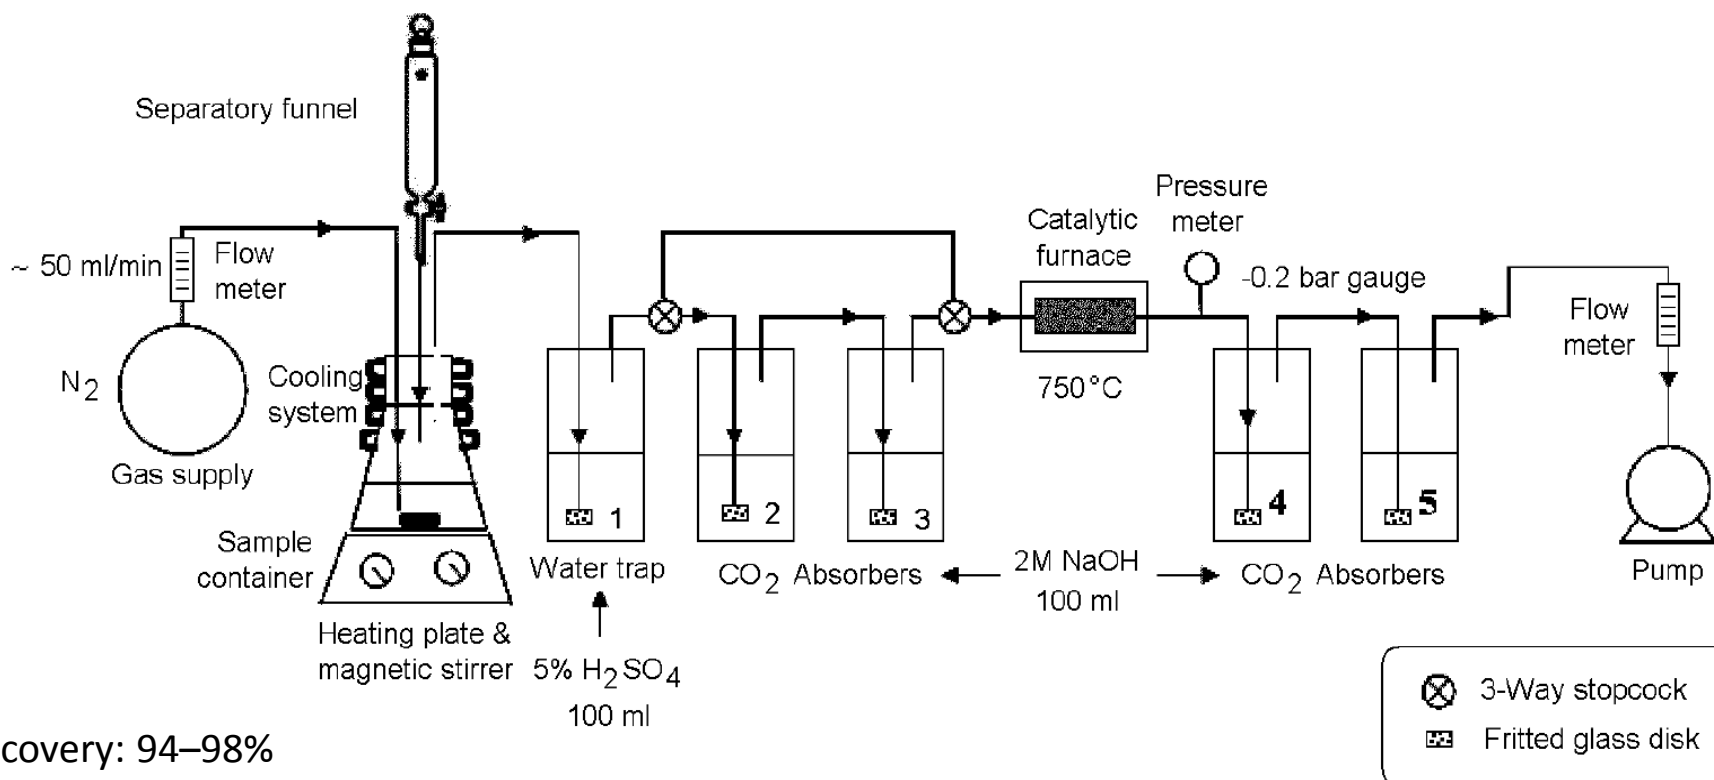 Separatory funnel
~ 50 ml/min
Flow
meter
N2
Gas supply
Cooling
system
Sample
container
Heating plate &
magnetic stirrer
1
Water trap
5% H2SO4
100 ml
2
3
CO2 Absorbers
2M NaOH
100 ml
Catalytic
furnace
750°C
Pressure
meter
-0.2 bar gauge
4
5
CO2 Absorbers
Flow
meter
Pump
3-Way stopcock
Fritted glass disk
covery: 94–98%